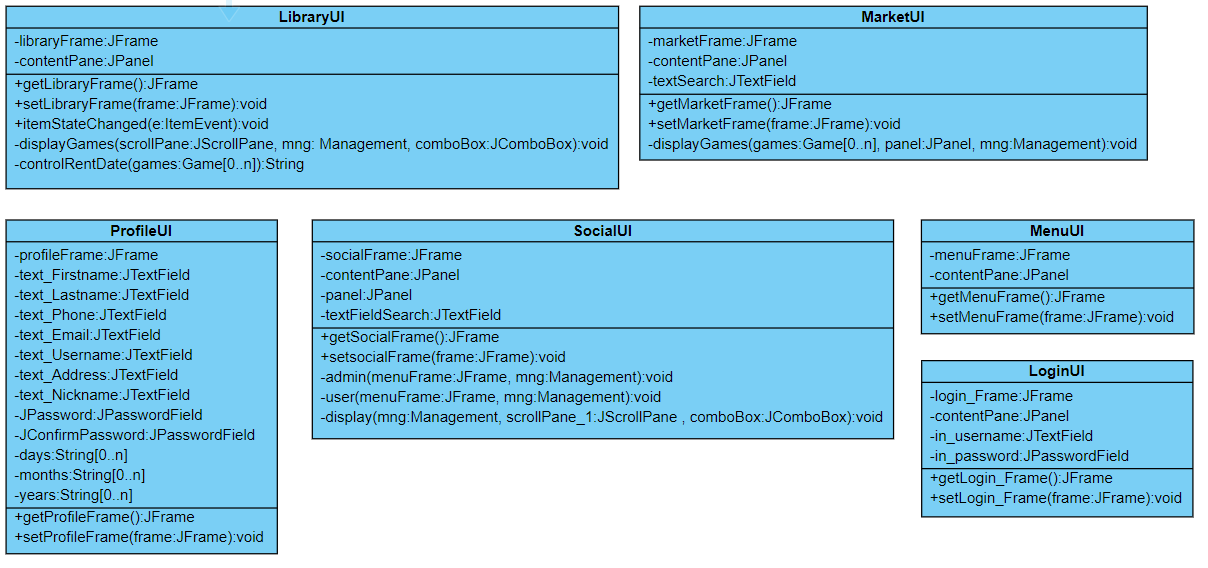 LibraryUI
-libraryFrame:JFrame
-contentPane:JPanel
+getLibraryFrame():JFrame
+setLibraryFrame(frame:JFrame):void
+itemStateChanged(e:ItemEvent):void
-displayGames(scrollPane:JScrollPane, mng: Management, comboBox:JComboBox):void
-controlRentDate(games:Game[0..n]):String
MarketUI
-marketFrame:JFrame
-contentPane:JPanel
-textSearch:JTextField
+getMarketFrame():JFrame
+setMarketFrame(frame:JFrame):void
-displayGames(games:Game[0..n], panel:JPanel, mng:Management):void
ProfileUI
-profileFrame:JFrame
-text_Firstname:JTextField
-text_Lastname:JTextField
-text_Phone:JTextField
-text_Email:JTextField
-text_Username:JTextField
-text_Address:JTextField
-text_Nickname:JTextField
-JPassword:JPasswordField
-JConfirmPassword:JPasswordField
-days:String[0..n]
-months:String[0..n]
-years:String[0..n]
+getProfileFrame():JFrame
+setProfileFrame(frame:JFrame):void
SocialUI
-socialFrame:JFrame
-contentPane:JPanel
-panel:JPanel
-textFieldSearch:JTextField
+getSocialFrame():JFrame
+setsocialFrame(frame:JFrame):void
-admin(menuFrame:JFrame, mng:Management):void
-user(menuFrame:JFrame, mng:Management):void
-display(mng:Management, scrollPane_1:JScrollPane , comboBox:JComboBox):void
MenuUI
-menuFrame:JFrame
-contentPane:JPanel
+getMenuFrame():JFrame
+setMenuFrame(frame:JFrame):void
LoginUI
-login_Frame:JFrame
-contentPane:JPanel
-in_username:JTextField
-in_password:JPasswordField
+getLogin_Frame():JFrame
+setLogin_Frame(frame:JFrame):void